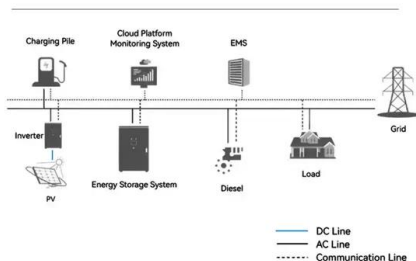 Charging Pile
Cloud Platform
Monitoring System
EMS
Grid
Inverter
PV
Energy Storage System
Diesel
Load
DC Line
AC Line
Communication Line